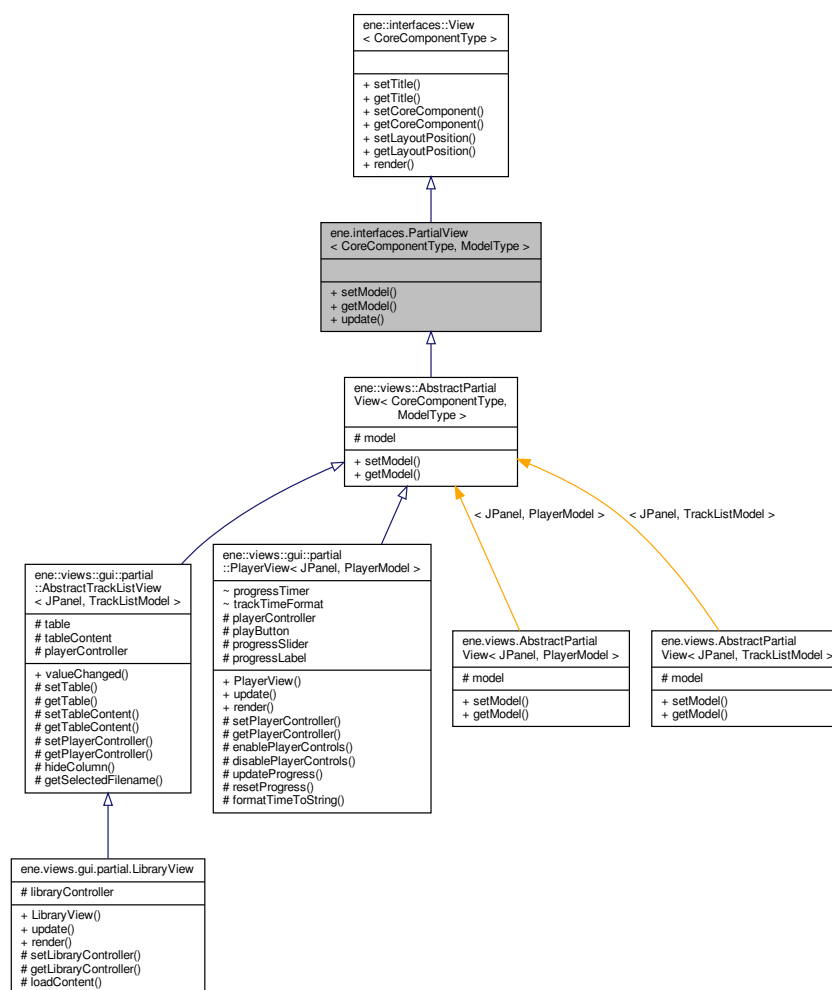 ene::interfaces::View
< CoreComponentType >
+ setTitle()
+ getTitle()
+ setCoreComponent()
+ getCoreComponent()
+ setLayoutPosition()
+ getLayoutPosition()
+ render()
ene.interfaces.PartialView
< CoreComponentType, ModelType >
+ setModel()
+ getModel()
+ update()
ene::views::AbstractPartial
View< CoreComponentType,
ModelType >
# model
+ setModel()
+ getModel()
< JPanel, PlayerModel >
< JPanel, TrackListModel >
ene::views::gui::partial
::AbstractTrackListView
< JPanel, TrackListModel >
# table
# tableContent
# playerController
+ valueChanged()
# setTable()
# getTable()
# setTableContent()
# getTableContent()
# setPlayerController()
# getPlayerController()
# hideColumn()
# getSelectedFilename()
ene::views::gui::partial
::PlayerView< JPanel, PlayerModel >
~ progressTimer
~ trackTimeFormat
# playerController
# playButton
# progressSlider
# progressLabel
+ PlayerView()
+ update()
+ render()
# setPlayerController()
# getPlayerController()
# enablePlayerControls()
# disablePlayerControls()
# updateProgress()
# resetProgress()
# formatTimeToString()
ene.views.AbstractPartial
View< JPanel, PlayerModel >
# model
+ setModel()
+ getModel()
ene.views.AbstractPartial
View< JPanel, TrackListModel >
# model
+ setModel()
+ getModel()
ene.views.gui.partial.LibraryView
# libraryController
+ LibraryView()
+ update()
+ render()
# setLibraryController()
# getLibraryController()
# loadContent()